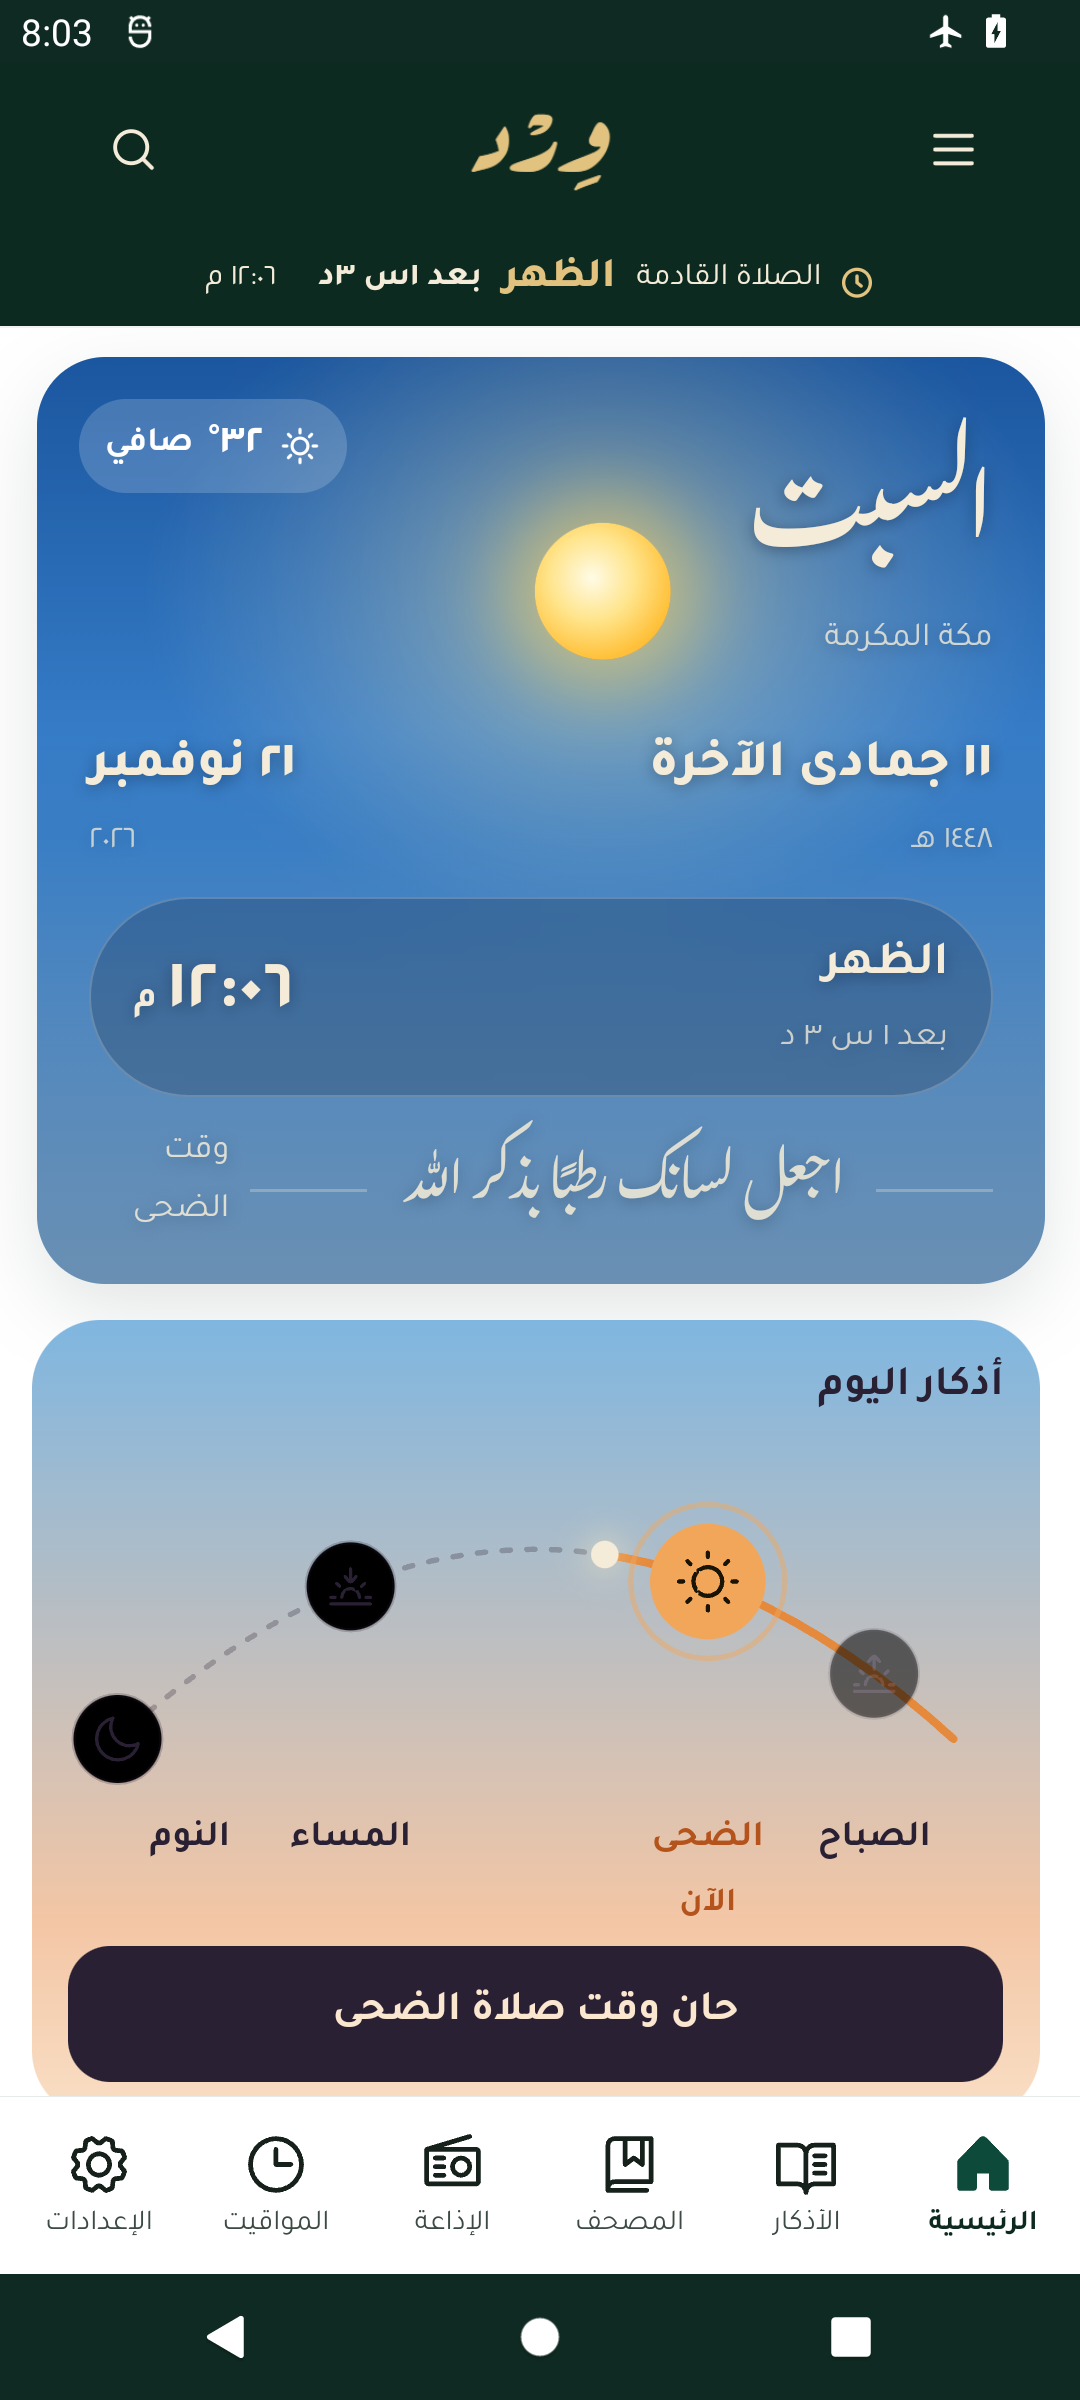 8:03
وِرْد
الصلاة القادمة الظهر بعد ١س ٣د ١٢:٠٦ م
٣٢° صافي
السبت
مكة المكرمة
١١ جمادى الآخرة
٢١ نوفمبر
١٤٤٨ هـ
٢٠٢٦
الظهر
١٢:٠٦ م
بعد ١ س ٣ د
اجعل لسانك رطبًا بذكر الله
وقت
الضحى
أذكار اليوم
الصباح
الضحى
المساء
النوم
الآن
حان وقت صلاة الضحى
الرئيسية
الأذكار
المصحف
الإذاعة
المواقيت
الإعدادات